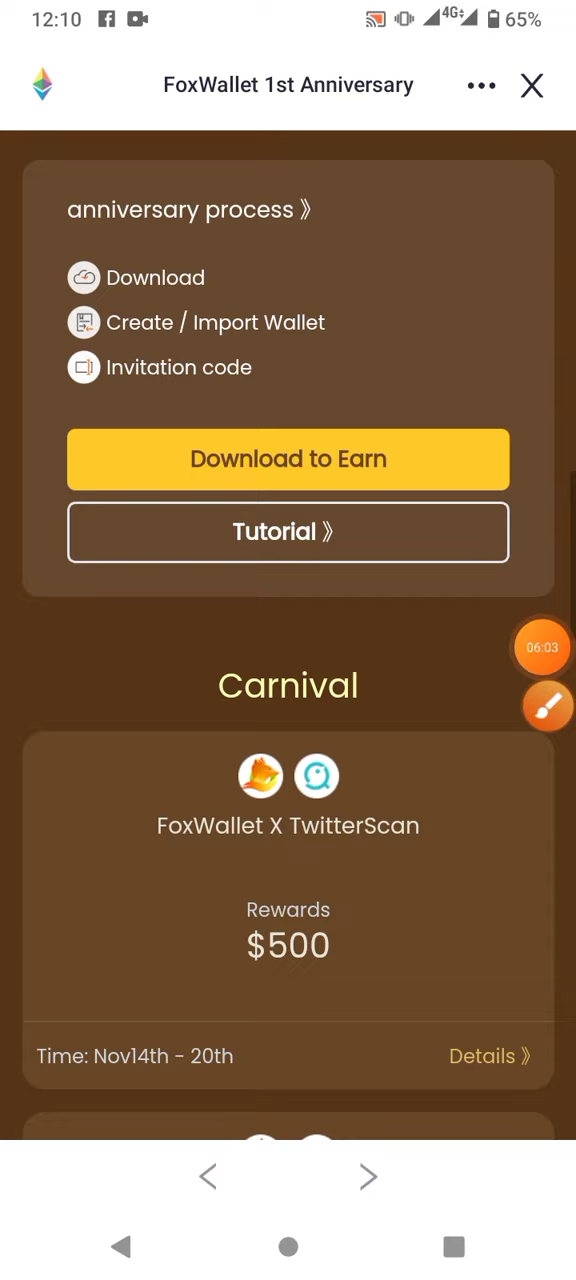 12:10 4G 65%
FoxWallet 1st Anniversary
anniversary process 》
Download
Create / Import Wallet
Invitation code
Download to Earn
Tutorial 》
06:03
Carnival
FoxWallet X TwitterScan
Rewards
$500
Time: Nov14th - 20th Details 》